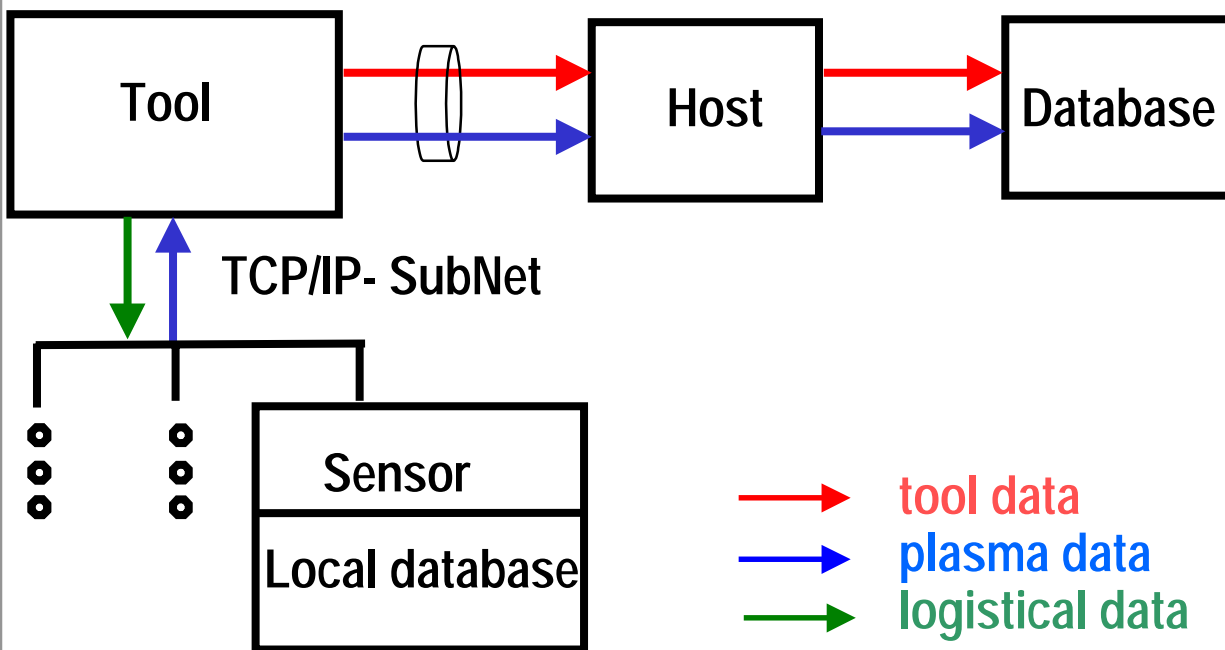 Tool
Host
Database
TCP/IP- SubNet
Sensor
Local database
tool data
plasma data
logistical data